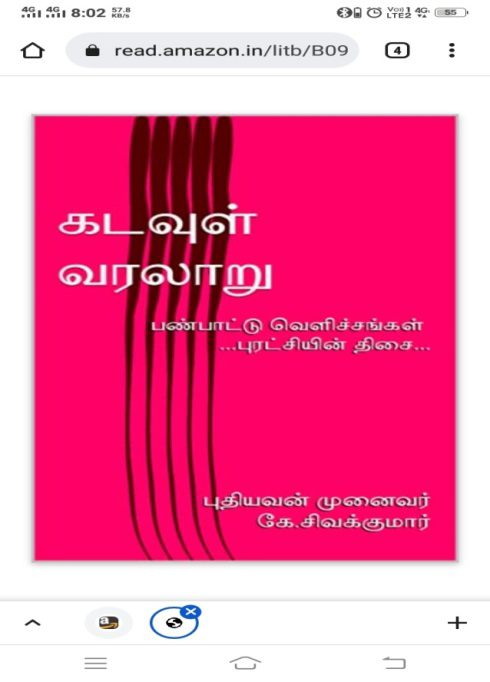 4G 4G 8:02 57.8 KB/s Vo) 1 LTE2 4G 55
read.amazon.in/litb/B09
4
கடவுள்
வரலாறு
பண்பாட்டு வெளிச்சங்கள்
...புரட்சியின் திசை...
புதியவன் முனைவர்
கே.சிவக்குமார்
a